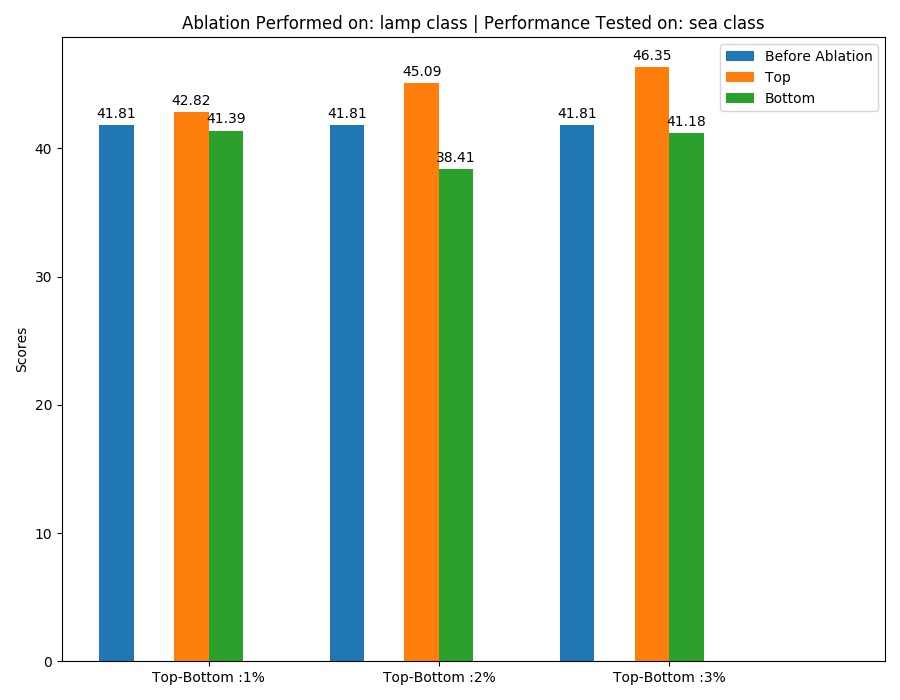 Ablation Performed on: lamp class | Performance Tested on: sea class
Before Ablation
Top
Bottom
41.81
42.82
41.39
41.81
45.09
38.41
41.81
46.35
41.18
Scores
40
30
20
10
0
Top-Bottom :1%
Top-Bottom :2%
Top-Bottom :3%